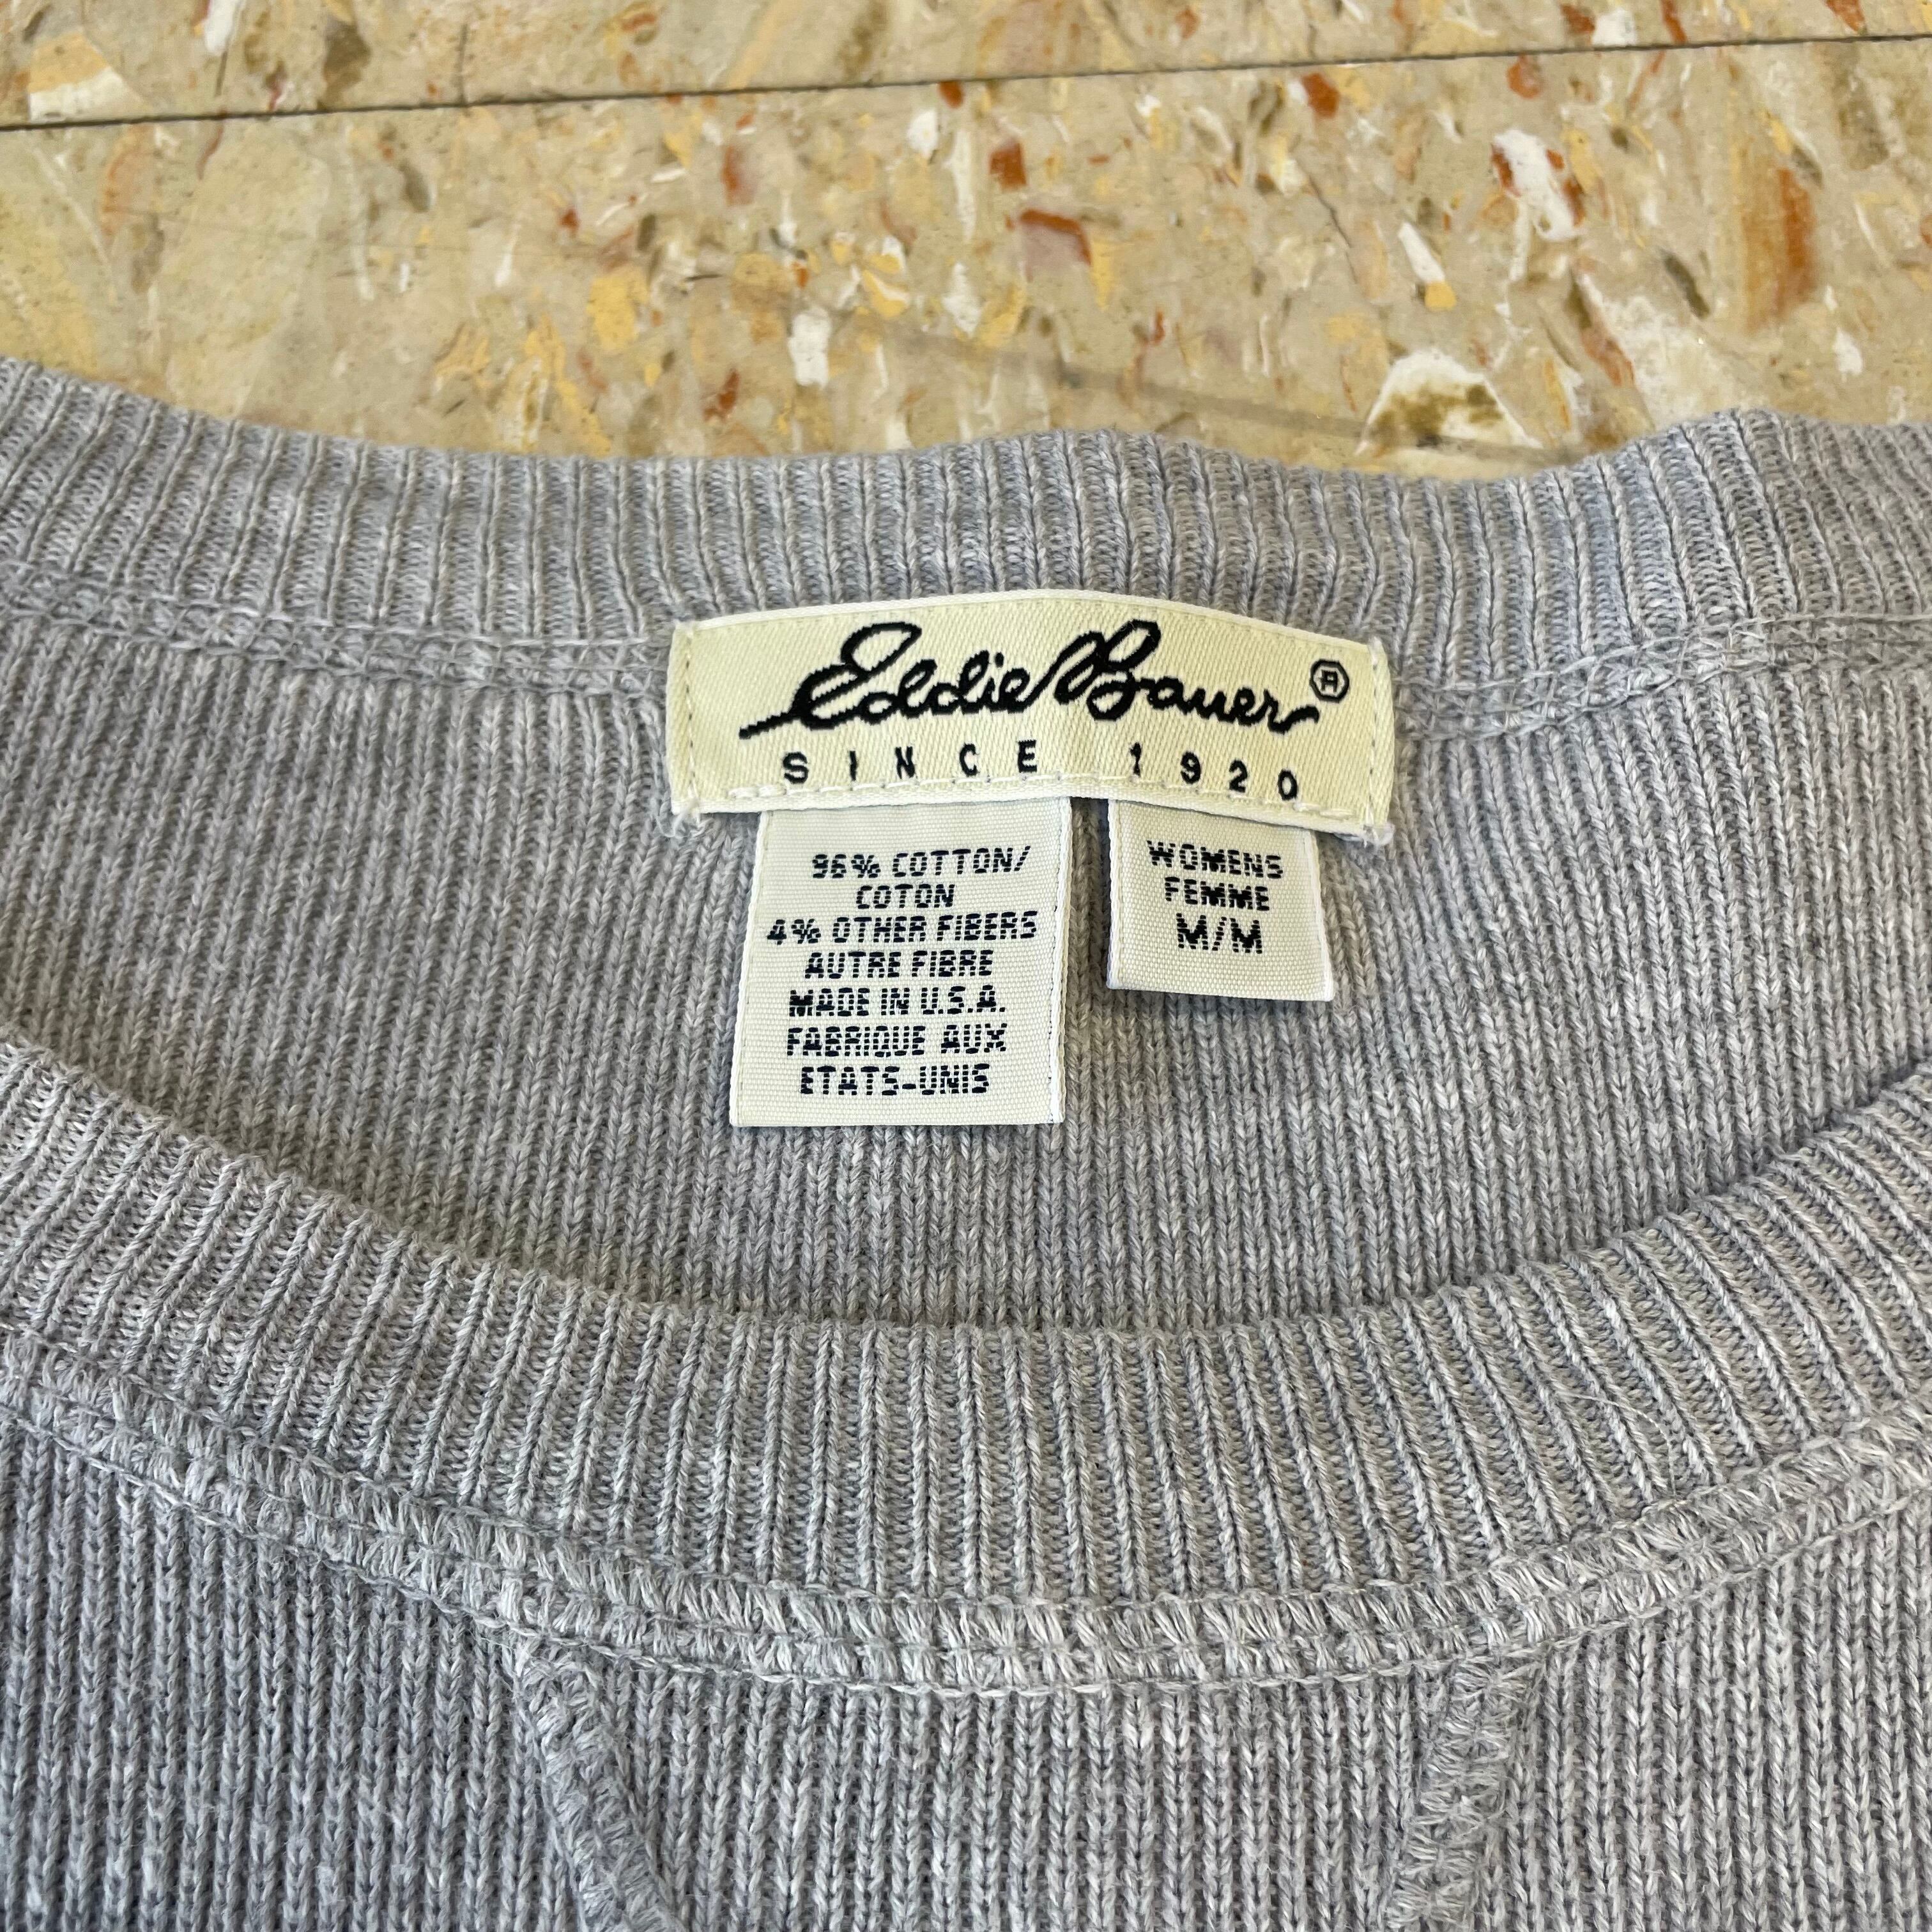 Eddie Bauer®
SINCE 1920
96% COTTON/
COTON
4% OTHER FIBERS
AUTRE FIBRE
MADE IN U.S.A.
FABRIQUE AUX
ETATS-UNIS
WOMENS
FEMME
M/M